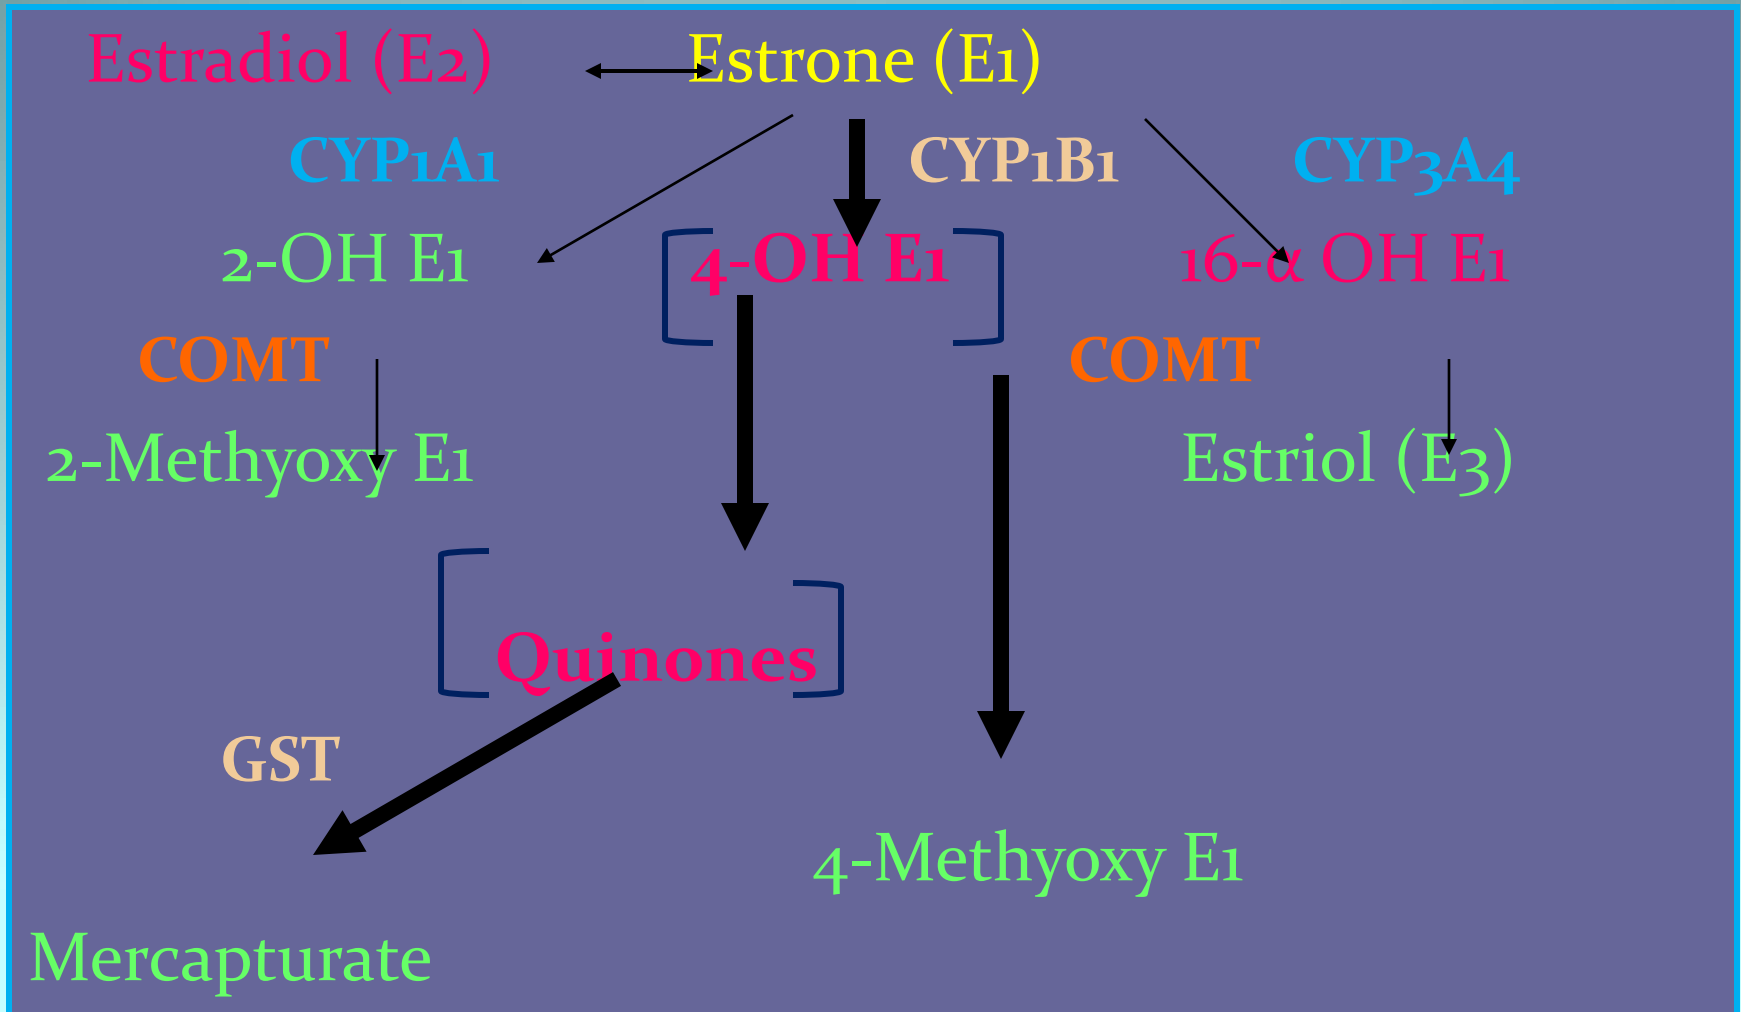 Estradiol (E2) Estrone (E1)
CYP1A1 CYP1B1 CYP3A4
2-OH E1 4-OH E1 16-α OH E1
COMT COMT
2-Methyoxy E1 Estriol (E3)
Quinones
GST
4-Methyoxy E1
Mercapturate